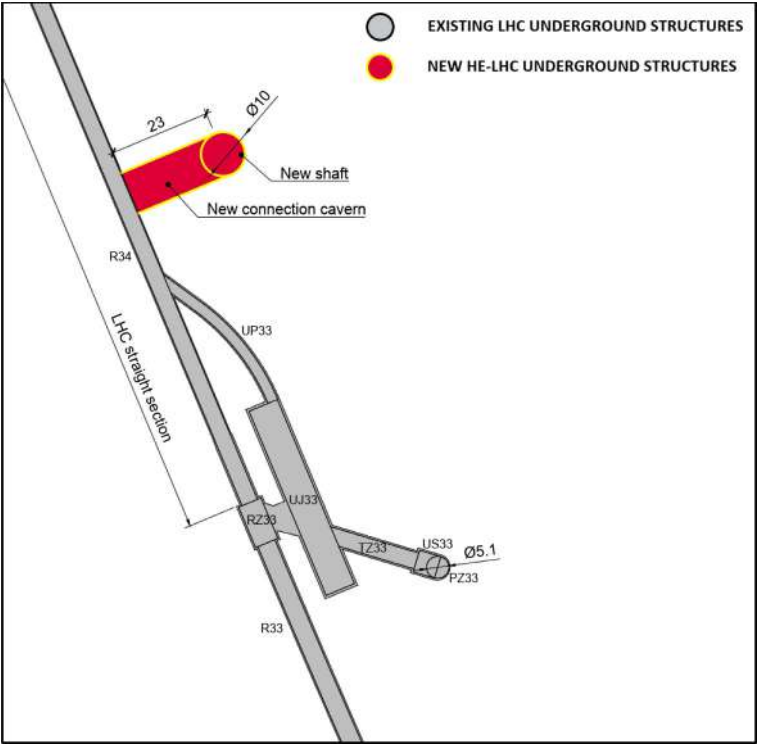 EXISTING LHC UNDERGROUND STRUCTURES
NEW HE-LHC UNDERGROUND STRUCTURES
23
Ø10
New shaft
New connection cavern
R34
UP33
LHC straight section
UJ33
RZ33
TZ33
US33
Ø5.1
PZ33
R33